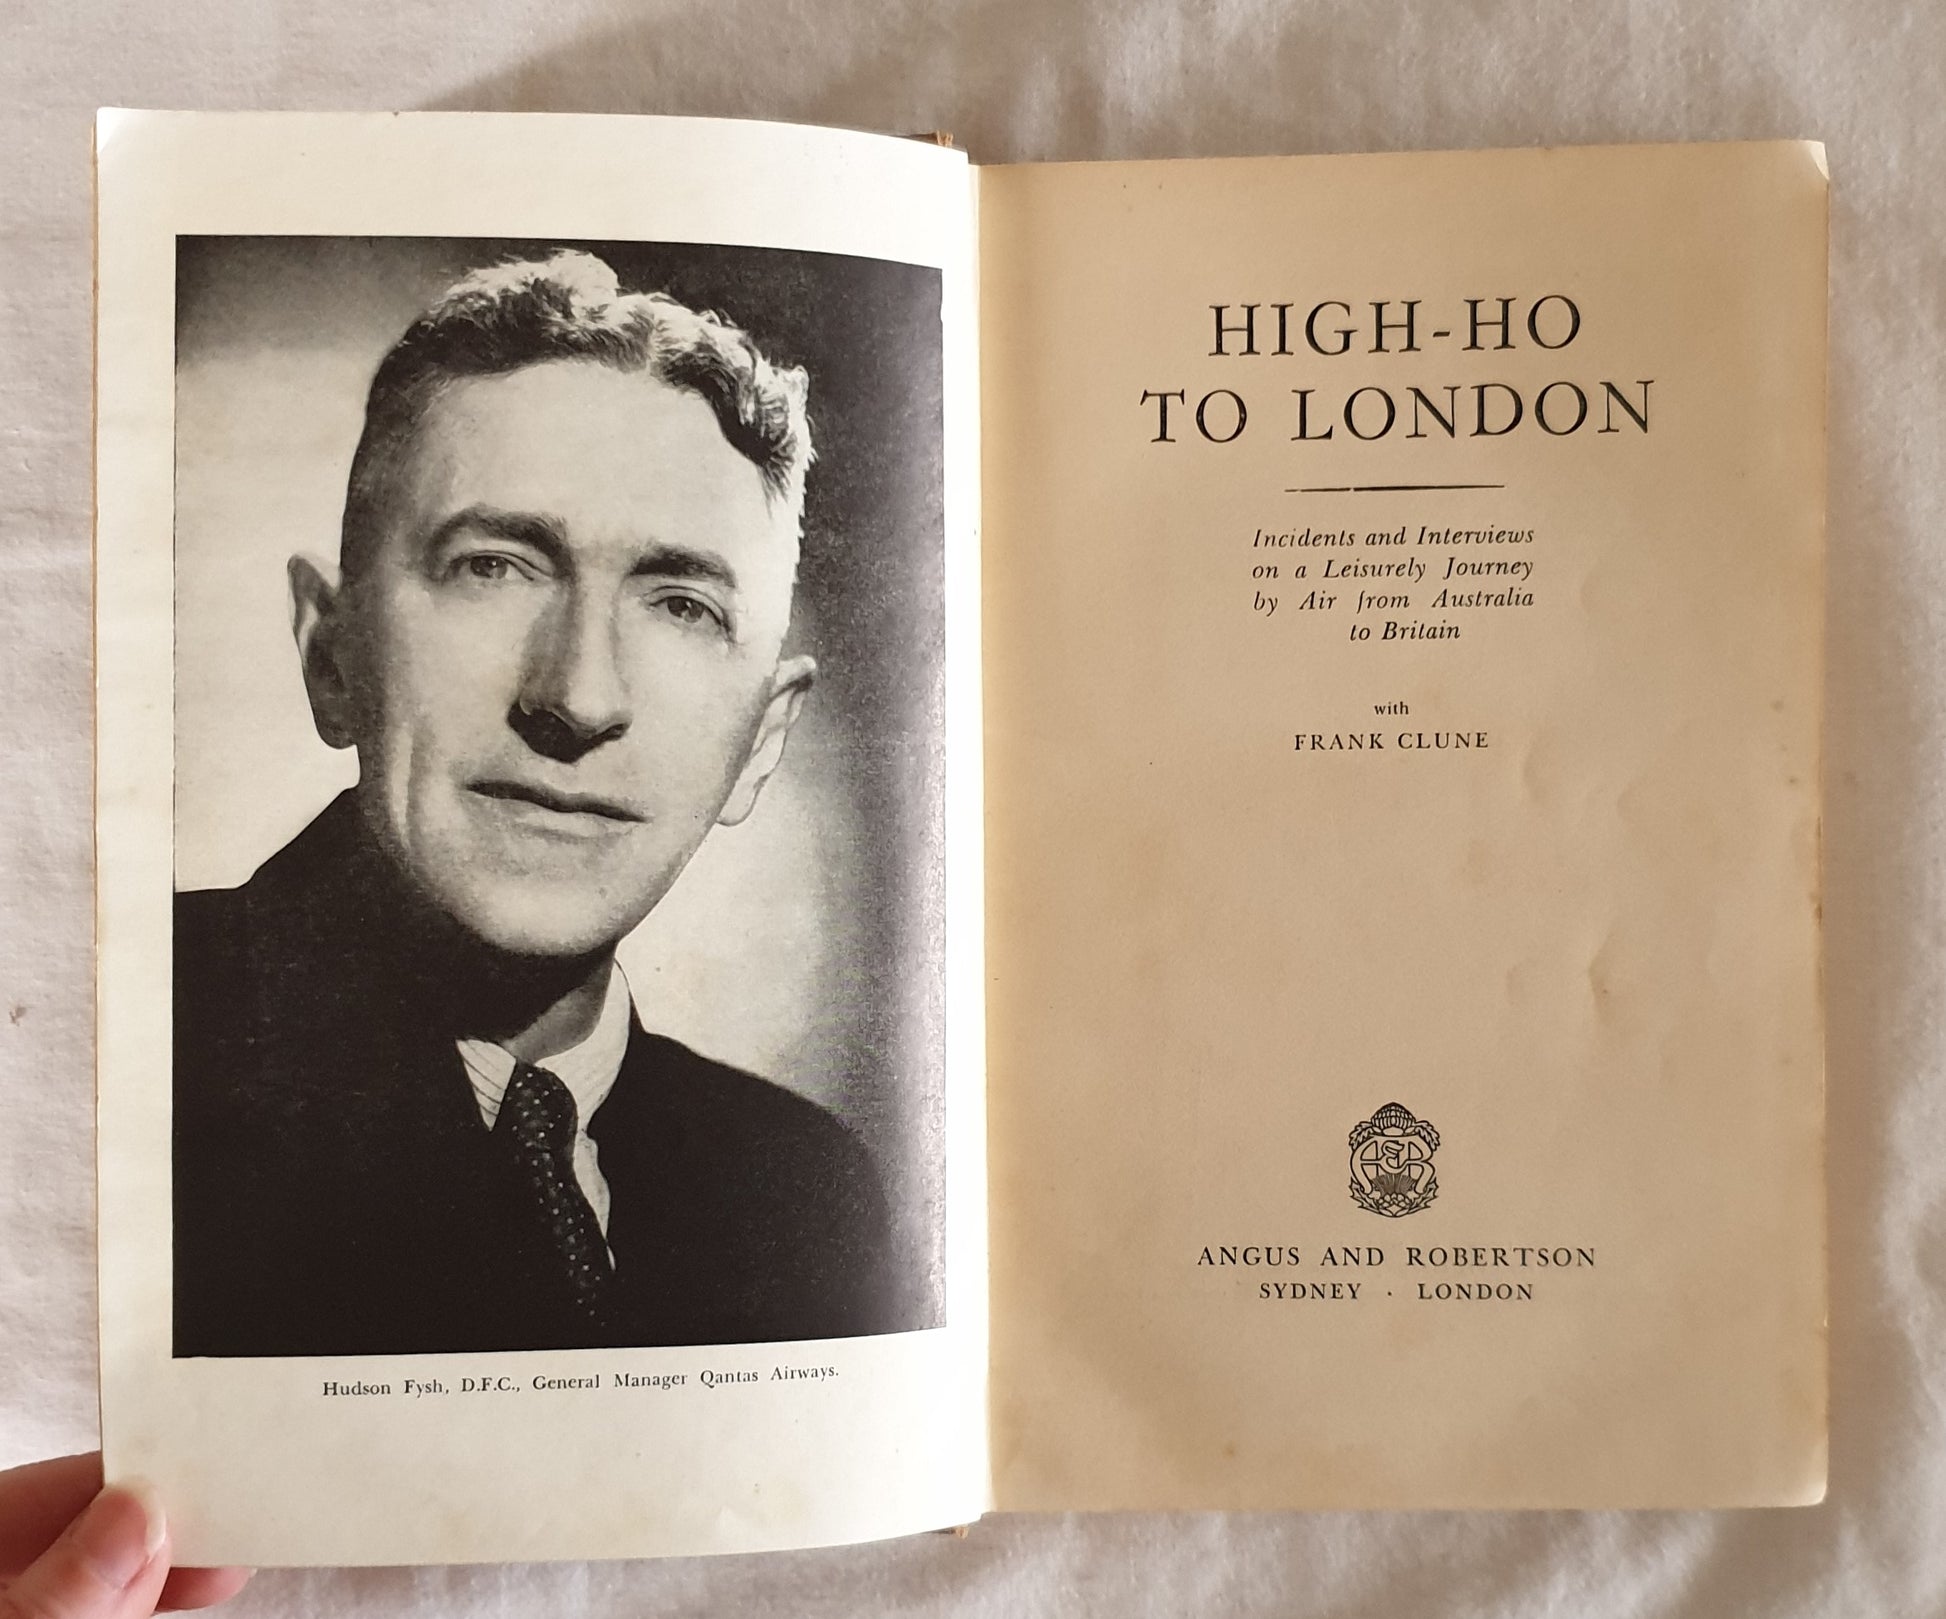 Hudson Fysh, D.F.C., General Manager Qantas Airways.
HIGH-HO
TO LONDON
Incidents and Interviews
on a Leisurely Journey
by Air from Australia
to Britain
with
FRANK CLUNE
A&R
ANGUS AND ROBERTSON
SYDNEY · LONDON